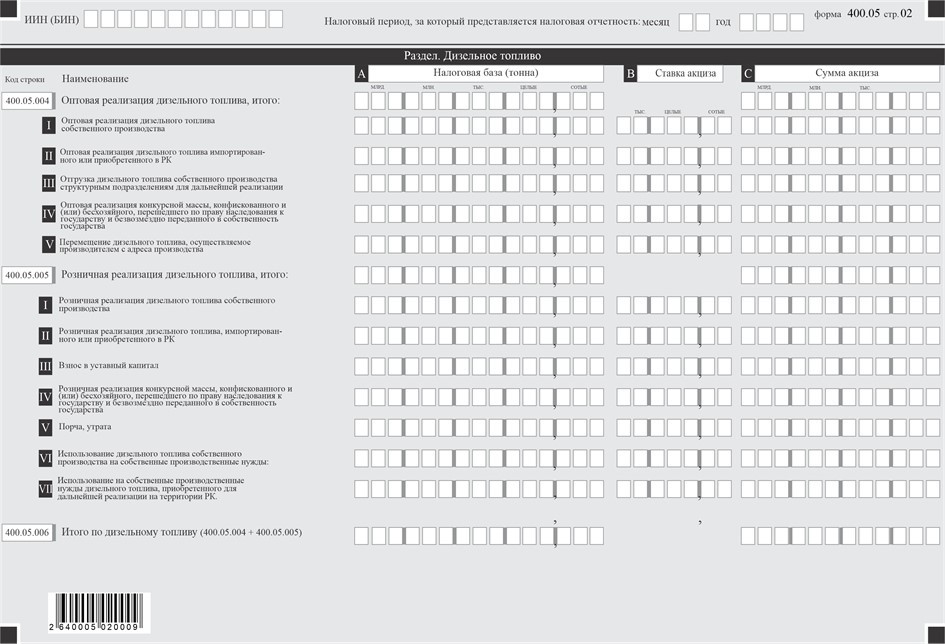 ИИН (БИН) Налоговый период, за который представляется налоговая отчетность: месяц год форма 400.05 стр. 02
Раздел. Дизельное топливо
Код строки Наименование A Налоговая база (тонна) B Ставка акциза C Сумма акциза
МЛРД МЛН ТЫС ЦЕЛЫЕ СОТЫЕ МЛРД МЛН ТЫС
400.05.004 Оптовая реализация дизельного топлива, итого:
ТЫС ЦЕЛЫЕ СОТЫЕ
I Оптовая реализация дизельного топлива
собственного производства
II Оптовая реализация дизельного топлива импортирован-
ного или приобретенного в РК
III Отгрузка дизельного топлива собственного производства
структурным подразделениям для дальнейшей реализации
IV Оптовая реализация конкурсной массы, конфискованного и
(или) бесхозяйного, перешедшего по праву наследования к
государству и безвозмездно переданного в собственность
государства
V Перемещение дизельного топлива, осуществляемое
производителем с адреса производства
400.05.005 Розничная реализация дизельного топлива, итого:
I Розничная реализация дизельного топлива собственного
производства
II Розничная реализация дизельного топлива, импортирован-
ного или приобретенного в РК
III Взнос в уставный капитал
IV Розничная реализация конкурсной массы, конфискованного и
(или) бесхозяйного, перешедшего по праву наследования к
государству и безвозмездно переданного в собственность
государства
V Порча, утрата
VI Использование дизельного топлива собственного
производства на собственные производственные нужды:
VII Использование на собственные производственные
нужды дизельного топлива, приобретенного для
дальнейшей реализации на территории РК.
400.05.006 Итого по дизельному топливу (400.05.004 + 400.05.005)
2 640005 020009